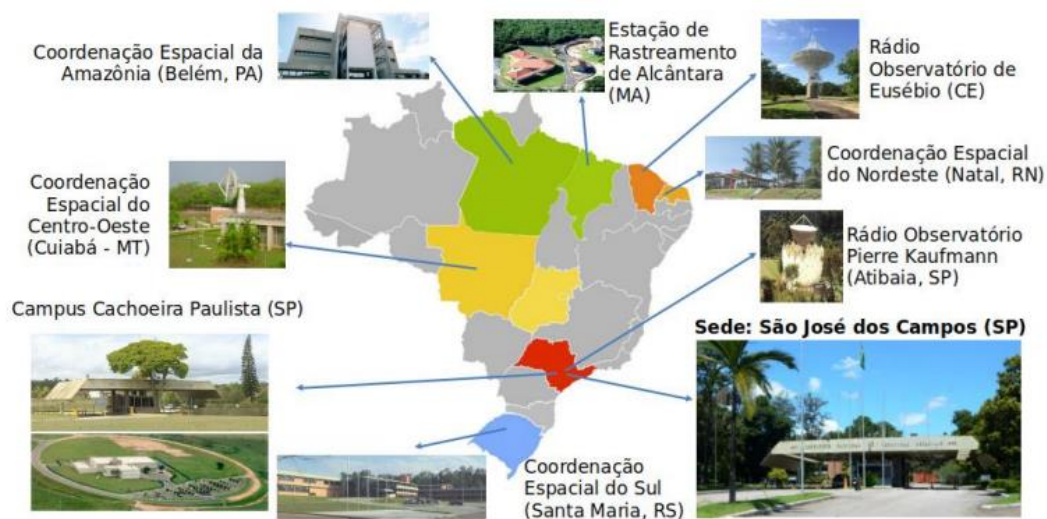 Coordenação Espacial da
Amazônia (Belém, PA)
Estação de
Rastreamento
de Alcântara
(MA)
Rádio
Observatório de
Eusébio (CE)
Coordenação Espacial
do Nordeste (Natal, RN)
Coordenação
Espacial do
Centro-Oeste
(Cuiabá - MT)
Rádio Observatório
Pierre Kaufmann
(Atibaia, SP)
Campus Cachoeira Paulista (SP)
Sede: São José dos Campos (SP)
Coordenação
Espacial do Sul
(Santa Maria, RS)